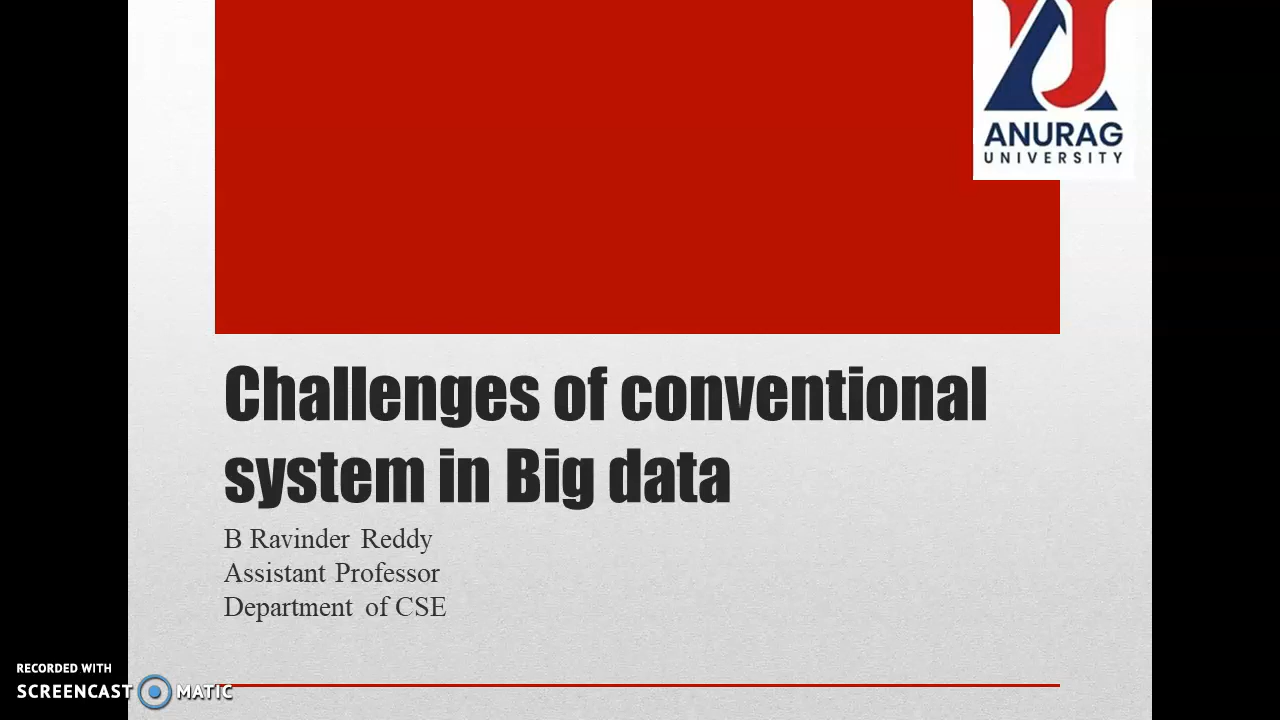 ANURAG
UNIVERSITY
Challenges of conventional
system in Big data
B Ravinder Reddy
Assistant Professor
Department of CSE
RECORDED WITH
SCREENCAST MATIC